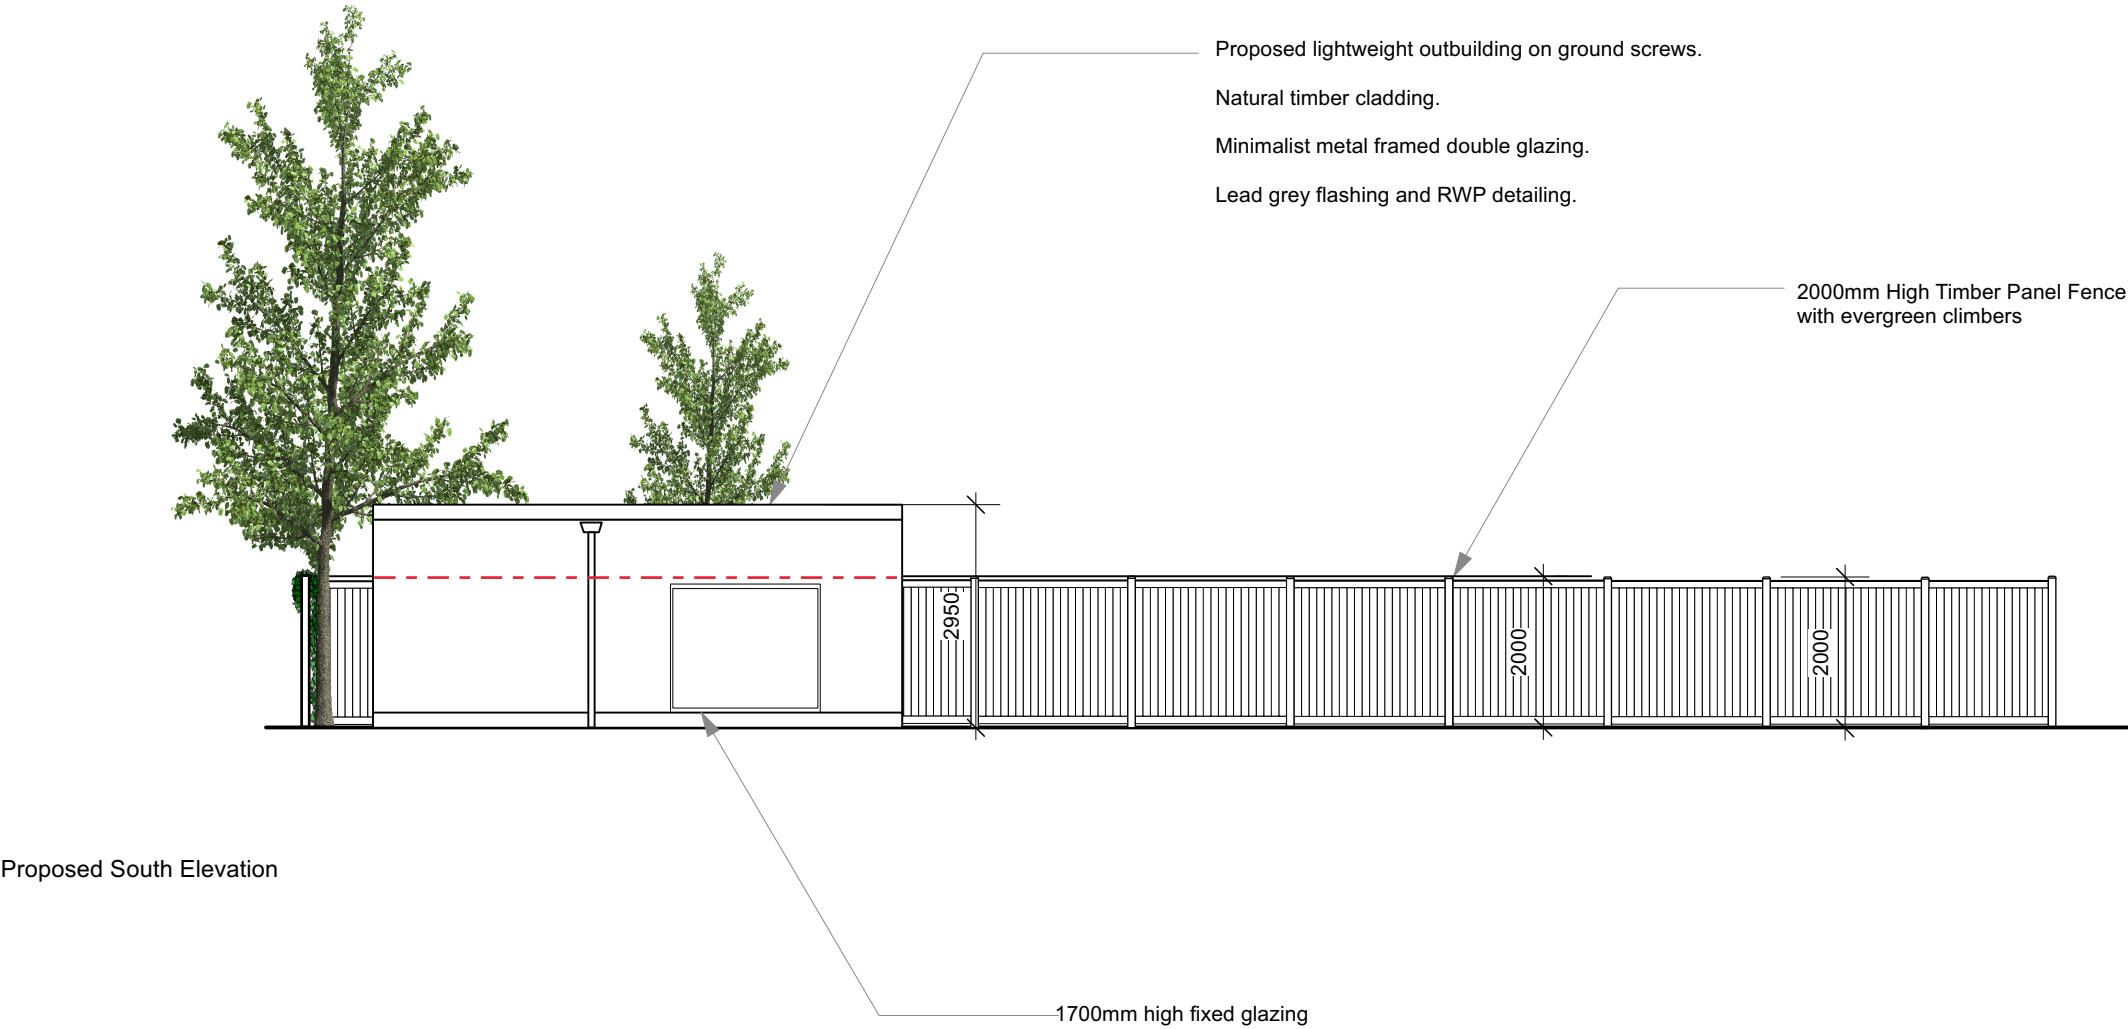 Proposed lightweight outbuilding on ground screws.
Natural timber cladding.
Minimalist metal framed double glazing.
Lead grey flashing and RWP detailing.
2000mm High Timber Panel Fence
with evergreen climbers
2950
2000
2000
Proposed South Elevation
1700mm high fixed glazing